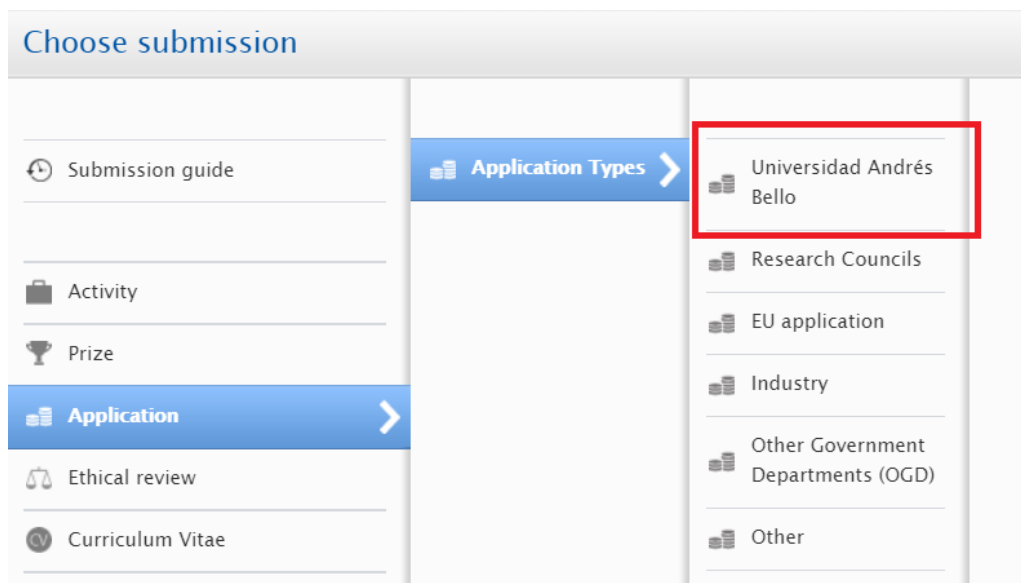 Choose submission
Submission guide
Activity
Prize
Application
Ethical review
CV
Curriculum Vitae
Application Types
Universidad Andrés
Bello
Research Councils
EU application
Industry
Other Government
Departments (OGD)
Other